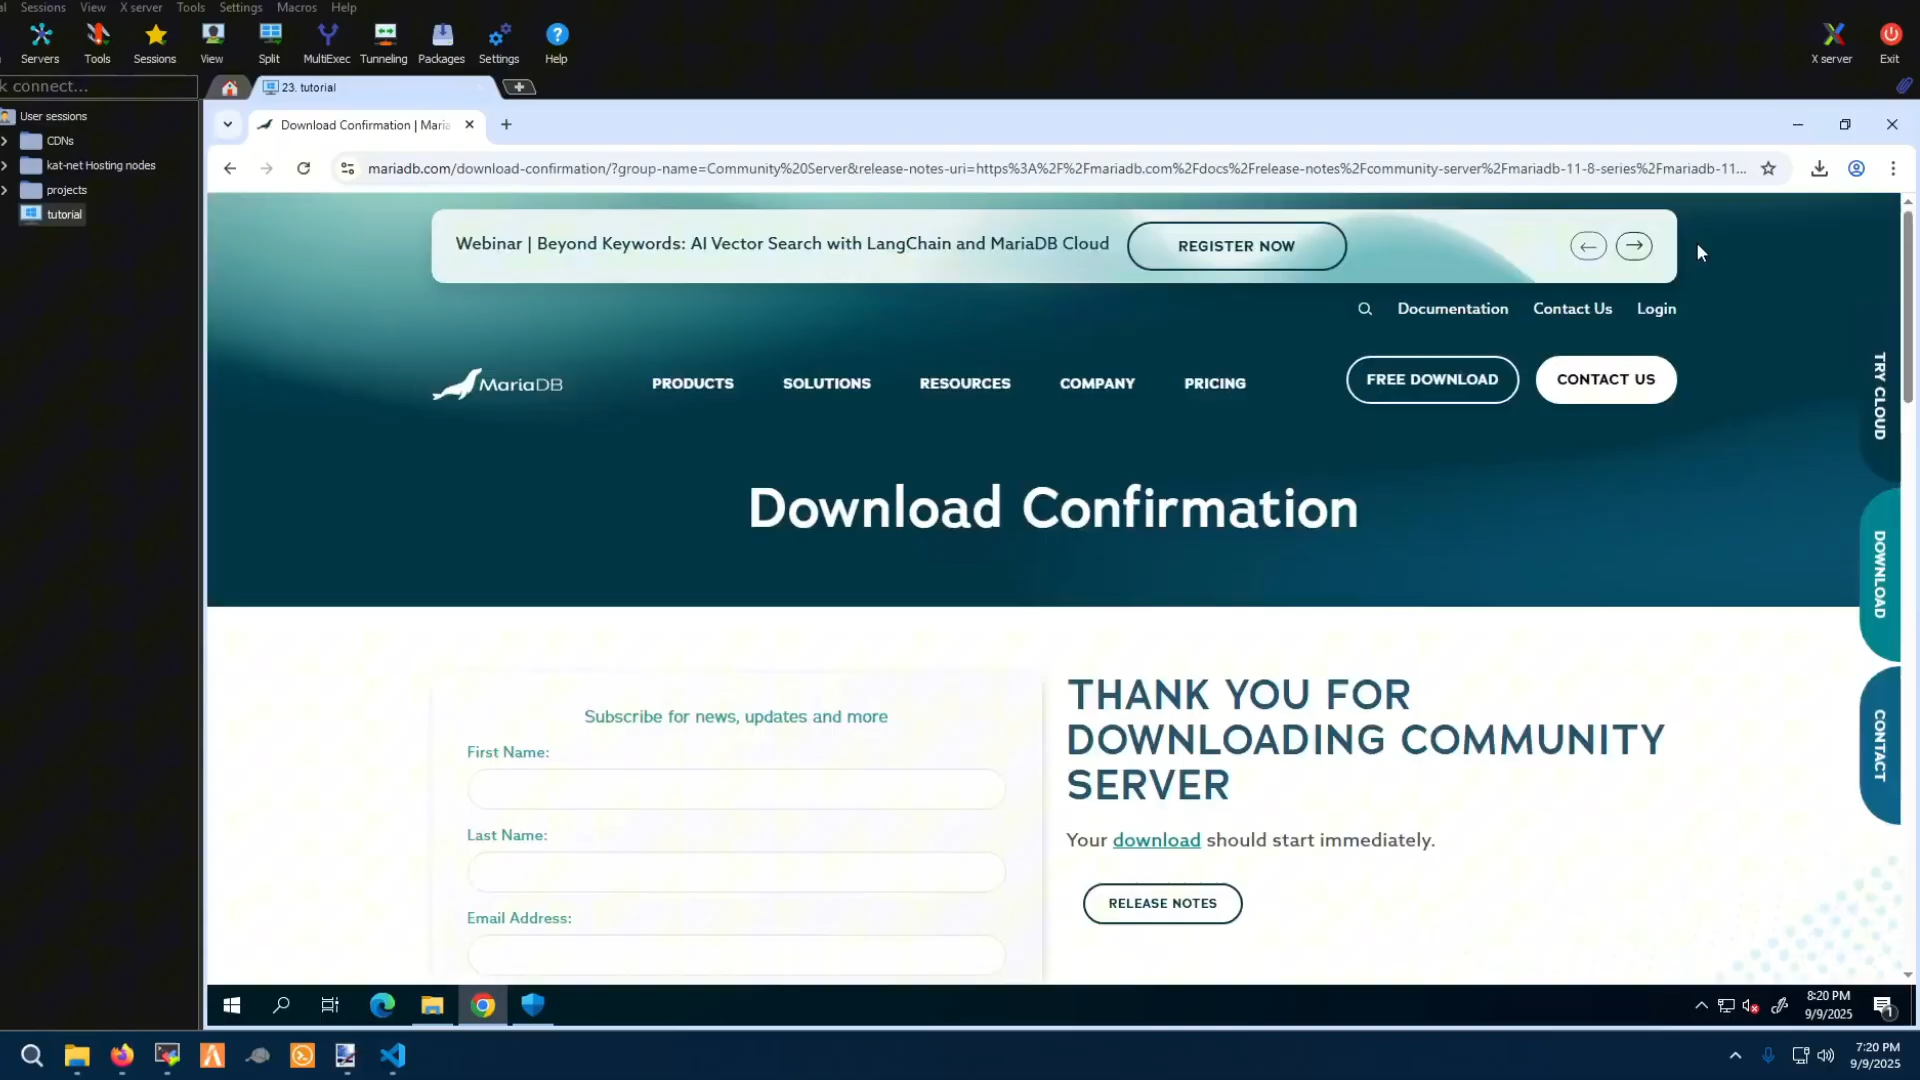 Sessions View X server Tools Settings Macros Help
Servers Tools Sessions View Split MultiExec Tunneling Packages Settings Help X server Exit
k connect...
23. tutorial
User sessions
CDNs
kat-net Hosting nodes
projects
tutorial
Download Confirmation | Maria
mariadb.com/download-confirmation/?group-name=Community%20Server&release-notes-uri=https%3A%2F%2Fmariadb.com%2Fdocs%2Frelease-notes%2Fcommunity-server%2Fmariadb-11-8-series%2Fmariadb-11...
Webinar | Beyond Keywords: AI Vector Search with LangChain and MariaDB Cloud
REGISTER NOW
Documentation Contact Us Login
MariaDB
PRODUCTS SOLUTIONS RESOURCES COMPANY PRICING
FREE DOWNLOAD
CONTACT US
TRY CLOUD
Download Confirmation
DOWNLOAD
CONTACT
Subscribe for news, updates and more
First Name:
Last Name:
Email Address:
THANK YOU FOR
DOWNLOADING COMMUNITY
SERVER
Your download should start immediately.
RELEASE NOTES
8:20 PM
9/9/2025
1
7:20 PM
9/9/2025